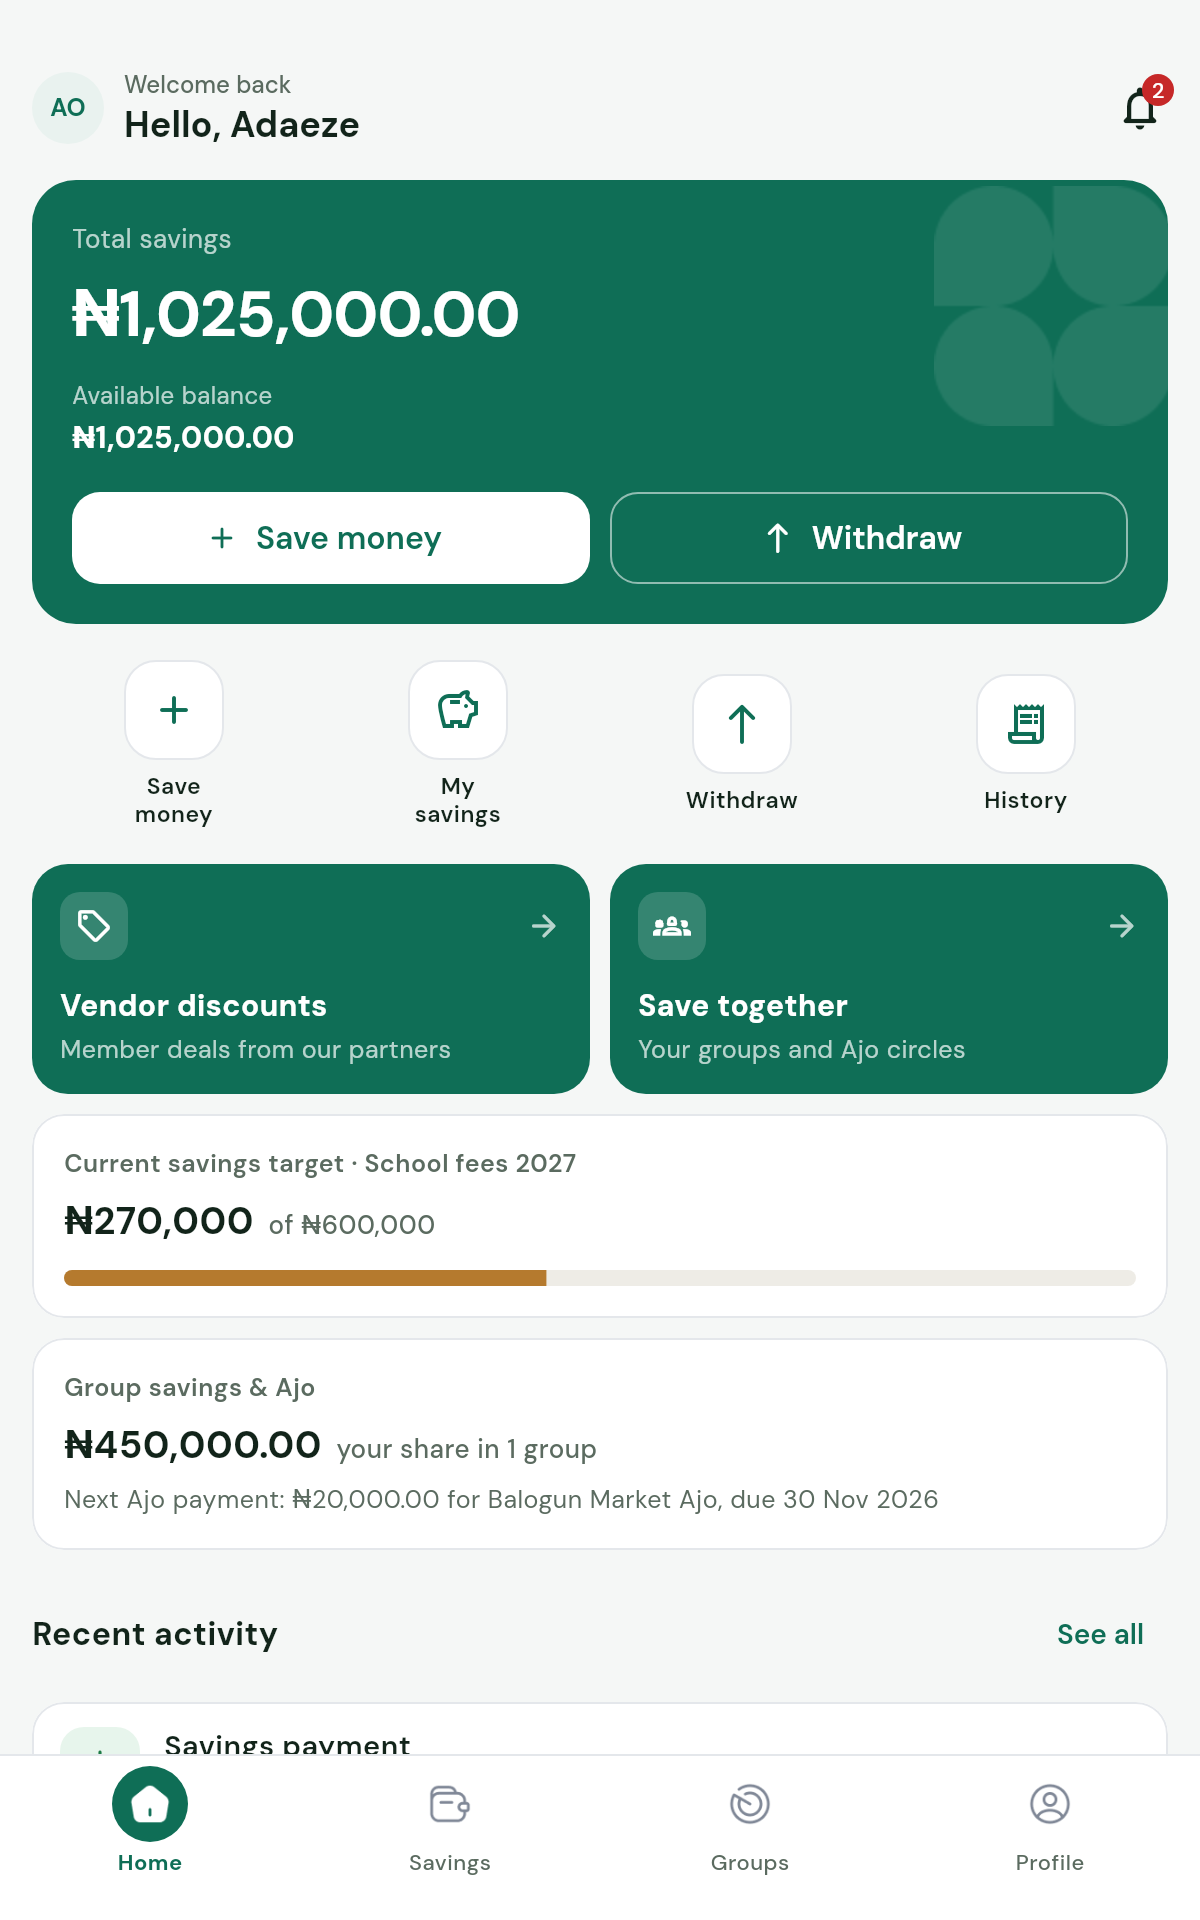 AO
Welcome back
Hello, Adaeze
2
Total savings
₦1,025,000.00
Available balance
₦1,025,000.00
Save money
Withdraw
Save
money
My
savings
Withdraw
History
Vendor discounts
Member deals from our partners
Save together
Your groups and Ajo circles
Current savings target · School fees 2027
₦270,000 of ₦600,000
Group savings & Ajo
₦450,000.00 your share in 1 group
Next Ajo payment: ₦20,000.00 for Balogun Market Ajo, due 30 Nov 2026
Recent activity
See all
Savings payment
Home
Savings
Groups
Profile